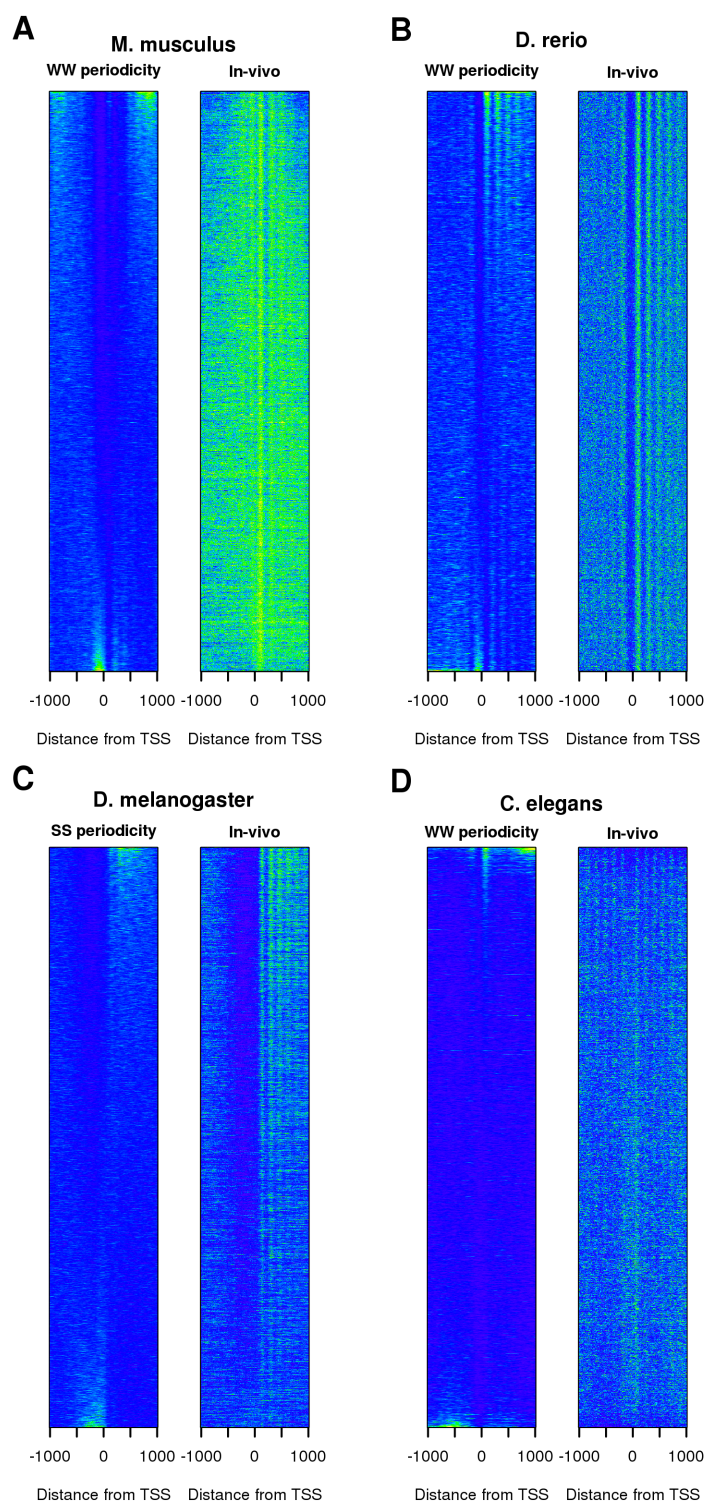 A
M. musculus
WW periodicity
In-vivo
-1000 0 1000
-1000 0 1000
Distance from TSS
Distance from TSS
B
D. rerio
WW periodicity
In-vivo
-1000 0 1000
-1000 0 1000
Distance from TSS
Distance from TSS
C
D. melanogaster
SS periodicity
In-vivo
-1000 0 1000
-1000 0 1000
Distance from TSS
Distance from TSS
D
C. elegans
WW periodicity
In-vivo
-1000 0 1000
-1000 0 1000
Distance from TSS
Distance from TSS